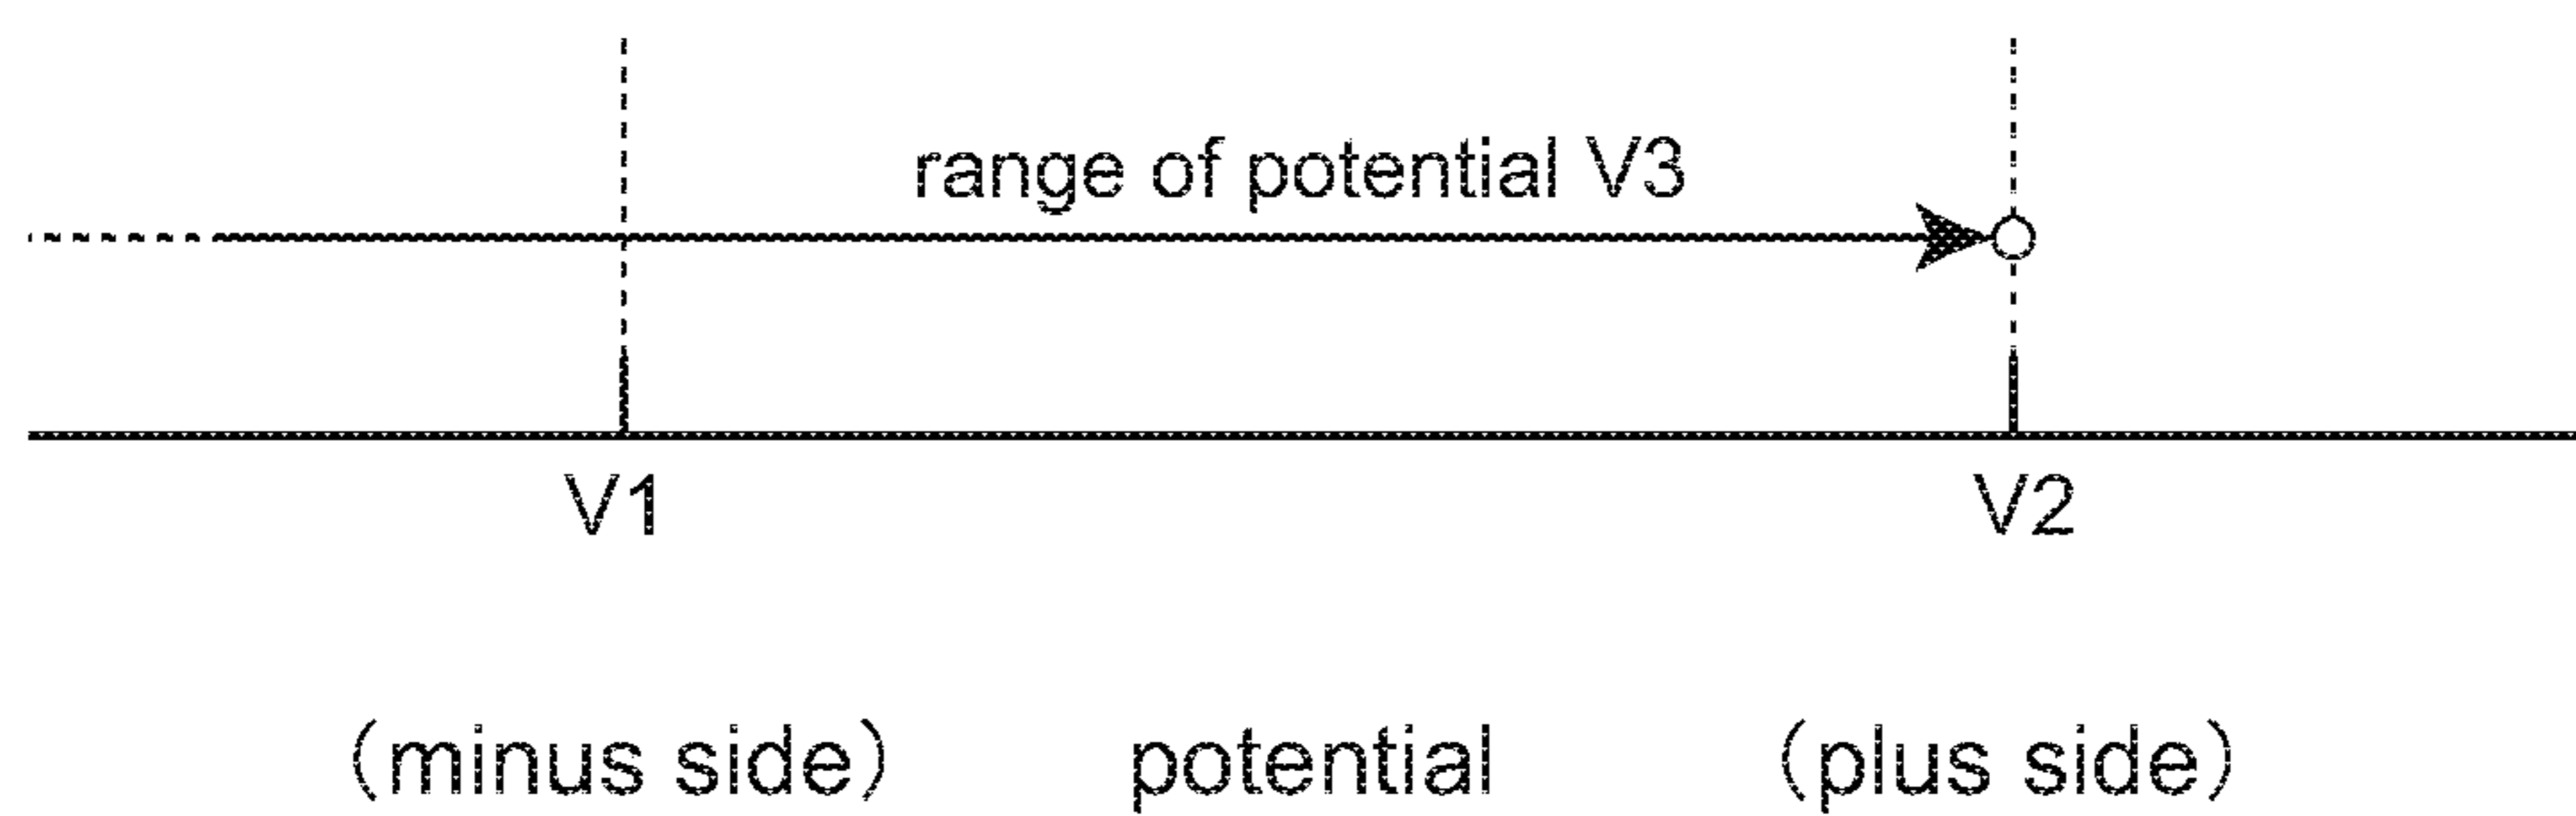 range of potential V3
V1 V2
(minus side) potential (plus side)